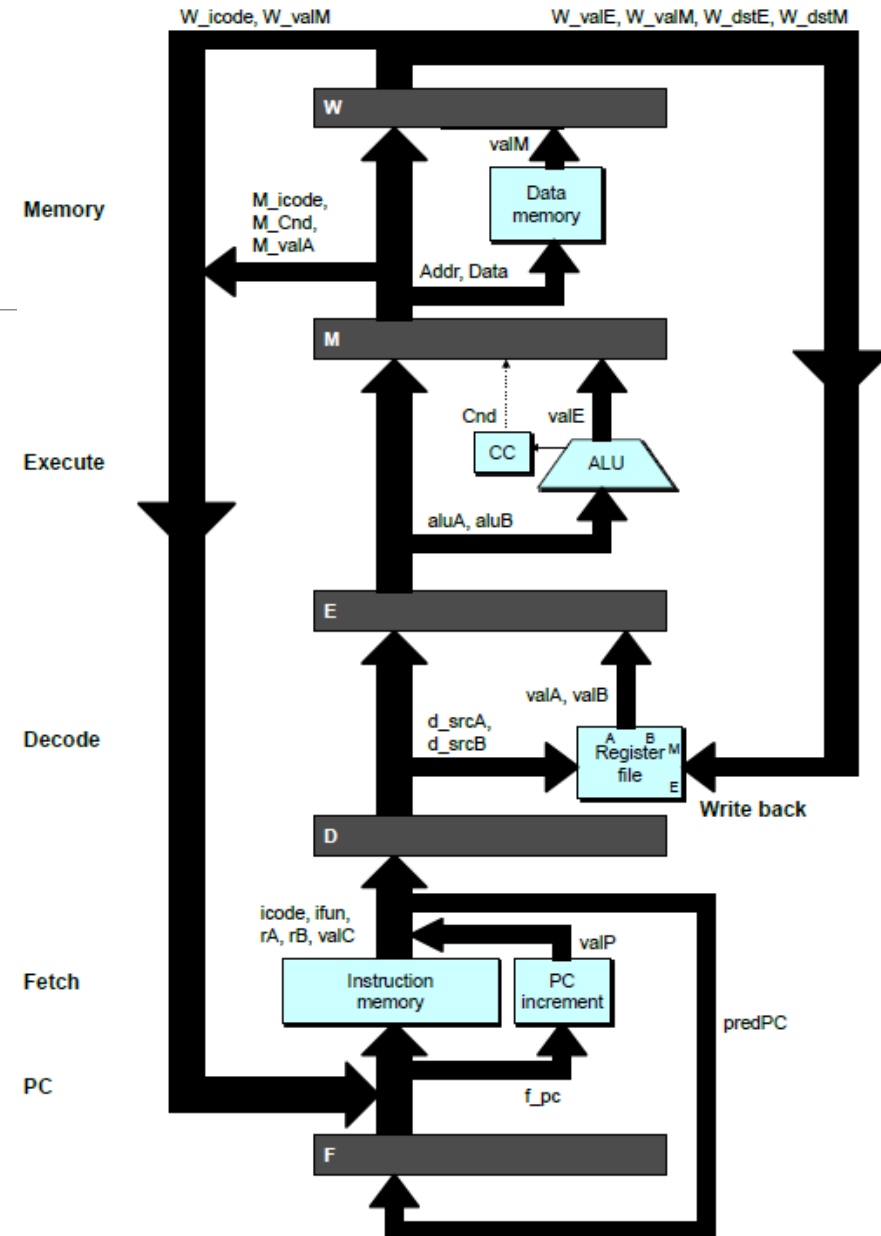 W_icode, W_valM
W_valE, W_valM, W_dstE, W_dstM
W
valM
Data
memory
Memory
M_icode,
M_Cnd,
M_valA
Addr, Data
M
Cnd
valE
CC
ALU
Execute
aluA, aluB
E
valA, valB
d_srcA,
d_srcB
Decode
A B
Register M
file
E
Write back
D
icode, ifun,
rA, rB, valC
valP
Fetch
Instruction
memory
PC
increment
predPC
PC
f_pc
F